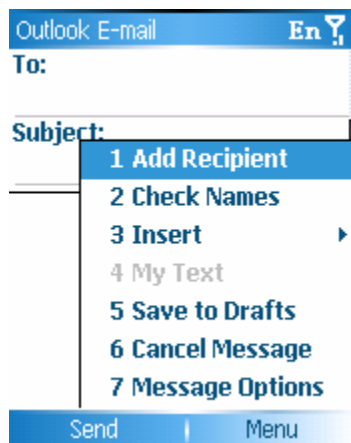 Outlook E-mail En
To:
Subject:
1 Add Recipient
2 Check Names
3 Insert
4 My Text
5 Save to Drafts
6 Cancel Message
7 Message Options
Send Menu